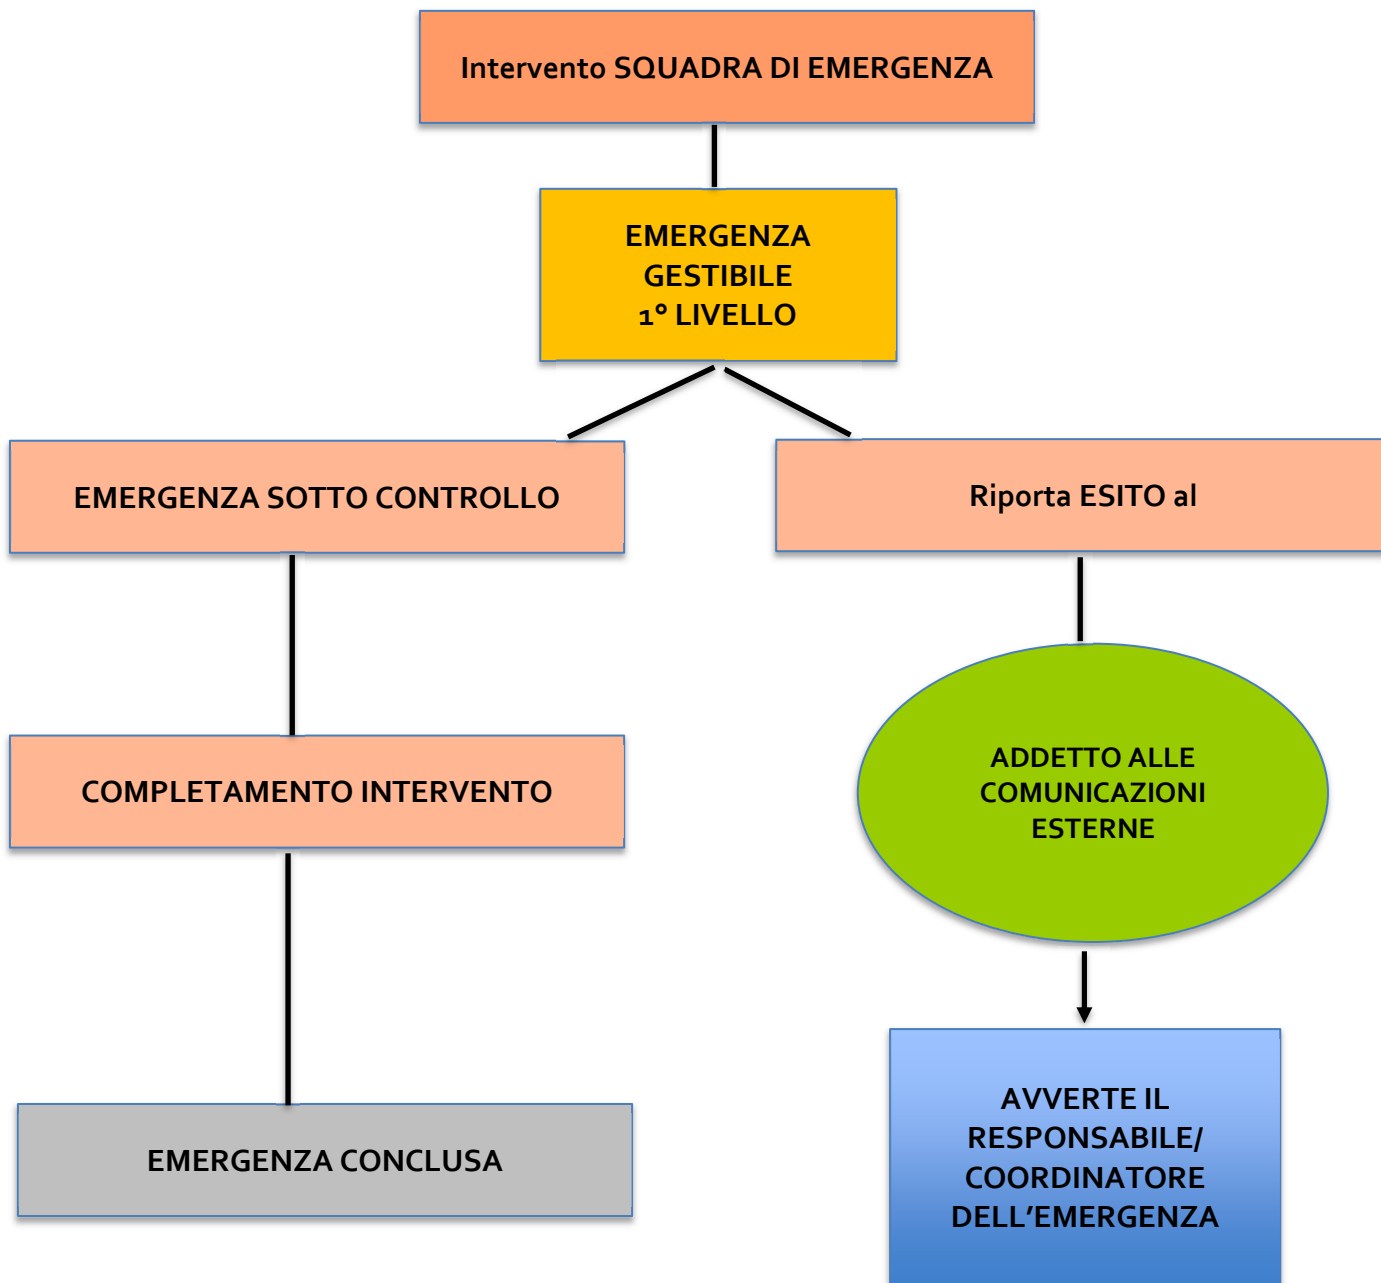 Intervento SQUADRA DI EMERGENZA
EMERGENZA
GESTIBILE
1° LIVELLO
EMERGENZA SOTTO CONTROLLO
Riporta ESITO al
COMPLETAMENTO INTERVENTO
ADDETTO ALLE
COMUNICAZIONI
ESTERNE
EMERGENZA CONCLUSA
AVVERTE IL
RESPONSABILE/
COORDINATORE
DELL’EMERGENZA